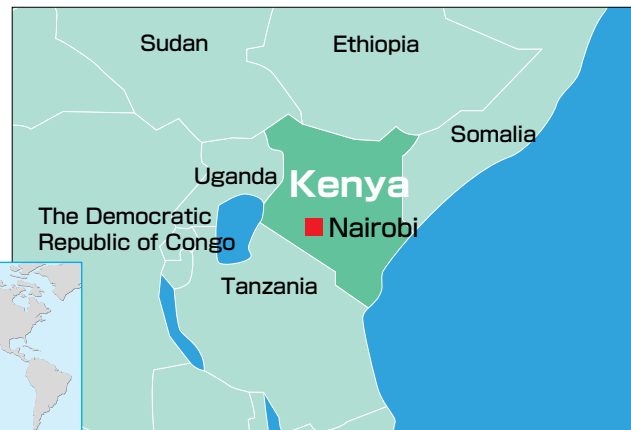 Sudan
Ethiopia
Somalia
Uganda
Kenya
The Democratic
Republic of Congo
Nairobi
Tanzania